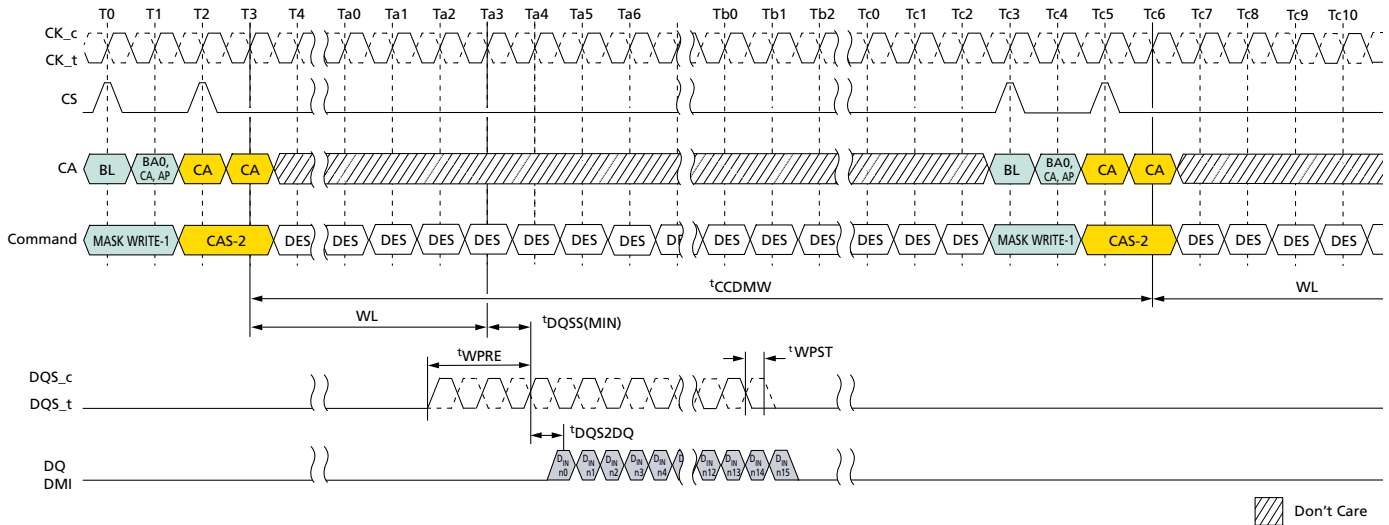 T0 T1 T2 T3 T4 Ta0 Ta1 Ta2 Ta3 Ta4 Ta5 Ta6 Tb0 Tb1 Tb2 Tc0 Tc1 Tc2 Tc3 Tc4 Tc5 Tc6 Tc7 Tc8 Tc9 Tc10
CK_c
CK_t
CS
CA BL BA0, CA, AP CA CA BL BA0, CA, AP CA CA
Command MASK WRITE-1 CAS-2 DES DES DES DES DES DES DES DES DES DES DES DES DES DES MASK WRITE-1 CAS-2 DES DES DES DES
tCCDMW
WL WL
tDQSS(MIN)
tWPRE tWPST
DQS_c
DQS_t
tDQS2DQ
DQ DIN n0 DIN n1 DIN n2 DIN n3 DIN n4 DIN n12 DIN n13 DIN n14 DIN n15
DMI
Don't Care